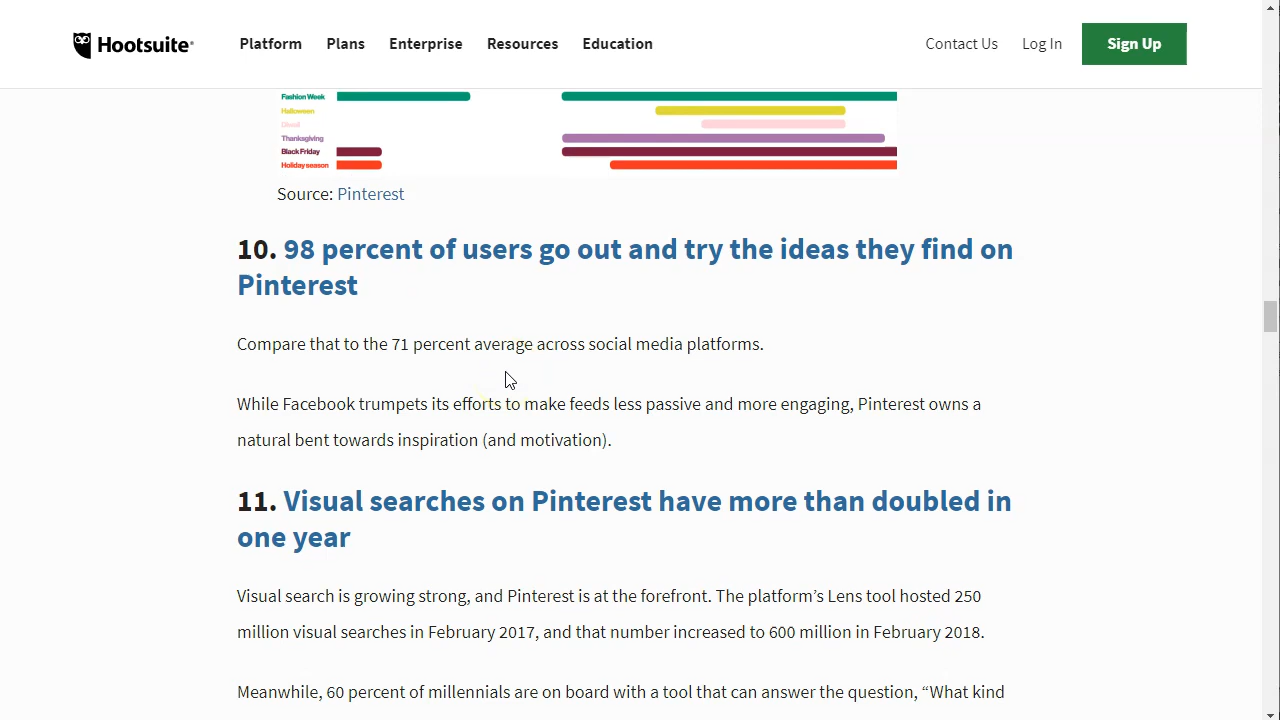 Hootsuite®
Platform Plans Enterprise Resources Education
Contact Us Log In Sign Up
Fashion Week
Halloween
Diwali
Thanksgiving
Black Friday
Holiday season
Source: Pinterest
10. 98 percent of users go out and try the ideas they find on
Pinterest
Compare that to the 71 percent average across social media platforms.
While Facebook trumpets its efforts to make feeds less passive and more engaging, Pinterest owns a
natural bent towards inspiration (and motivation).
11. Visual searches on Pinterest have more than doubled in
one year
Visual search is growing strong, and Pinterest is at the forefront. The platform’s Lens tool hosted 250
million visual searches in February 2017, and that number increased to 600 million in February 2018.
Meanwhile, 60 percent of millennials are on board with a tool that can answer the question, “What kind